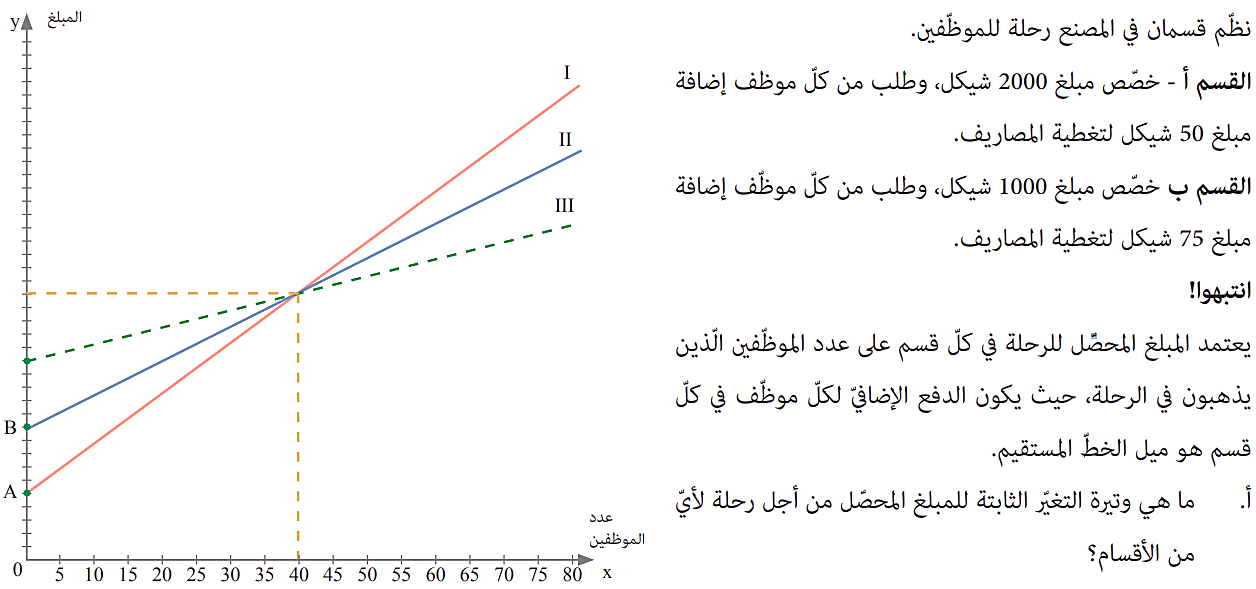 نظّم قسمان في المصنع رحلة للموظّفين.
القسم أ - خصّص مبلغ 2000 شيكل، وطلب من كلّ موظف إضافة
مبلغ 50 شيكل لتغطية المصاريف.
القسم ب خصّص مبلغ 1000 شيكل، وطلب من كلّ موظّف إضافة
مبلغ 75 شيكل لتغطية المصاريف.
انتبهوا!
يعتمد المبلغ المحصَّل للرحلة في كلّ قسم على عدد الموظّفين الّذين
يذهبون في الرحلة، حيث يكون الدفع الإضافيّ لكلّ موظف في كلّ
قسم هو ميل الخطّ المستقيم.
أ. ما هي وتيرة التغيّر الثابتة للمبلغ المحصّل من أجل رحلة لأيّ
من الأقسام؟
y
المبلغ
I
II
III
B
A
عدد
الموظفين
0 5 10 15 20 25 30 35 40 45 50 55 60 65 70 75 80 x